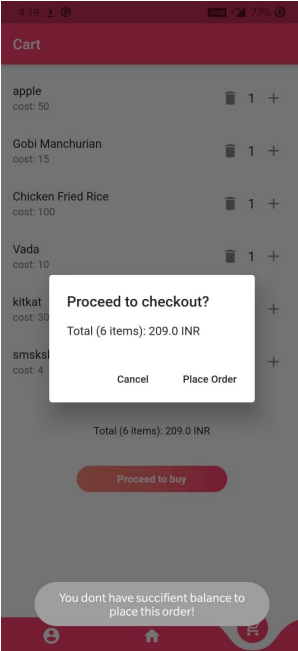 4:19 77%
Cart
apple
cost: 50
1 +
Gobi Manchurian
cost: 15
1 +
Chicken Fried Rice
cost: 100
1 +
Vada
cost: 10
1 +
kitkat
cost: 30
+
smsksl
cost: 4
+
Proceed to checkout?
Total (6 items): 209.0 INR
Cancel Place Order
Total (6 items): 209.0 INR
Proceed to buy
You dont have succifient balance to
place this order!